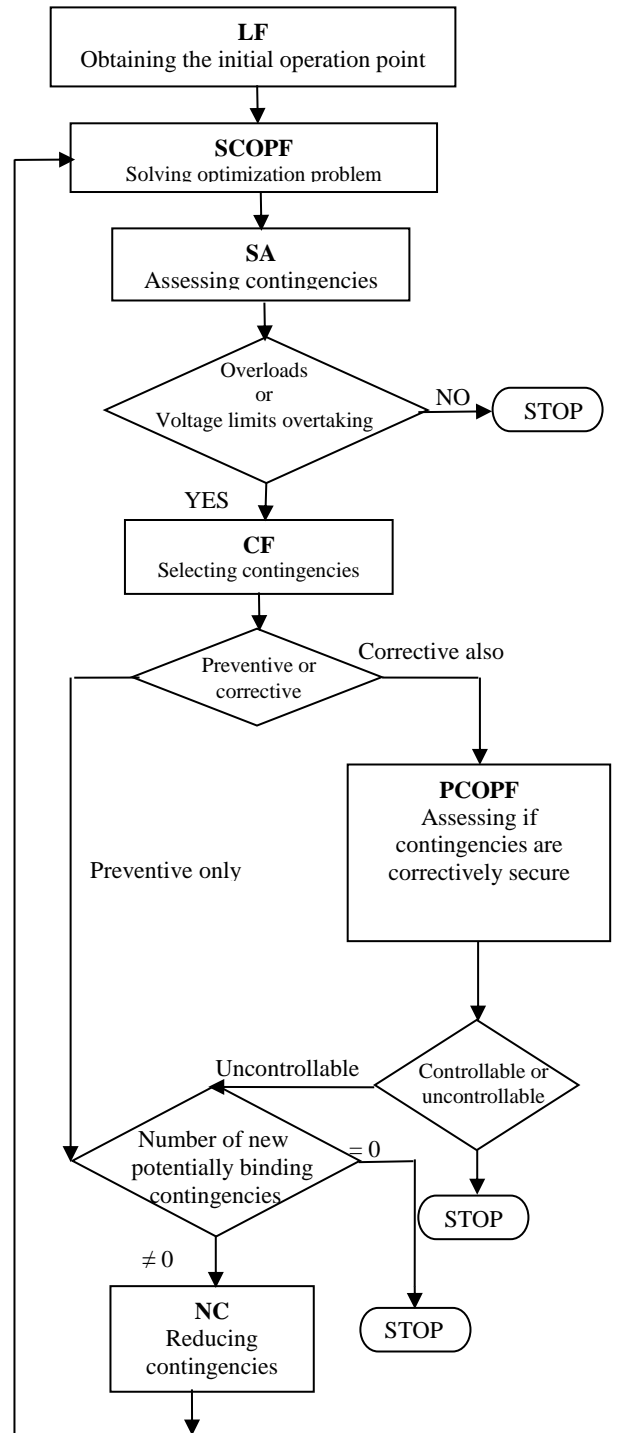 LF
Obtaining the initial operation point
SCOPF
Solving optimization problem
SA
Assessing contingencies
Overloads
or
Voltage limits overtaking
NO
STOP
YES
CF
Selecting contingencies
Preventive or
corrective
Corrective also
PCOPF
Assessing if
contingencies are
correctively secure
Preventive only
Uncontrollable
Controllable or
uncontrollable
Number of new
potentially binding
contingencies
= 0
STOP
≠ 0
NC
Reducing
contingencies
STOP